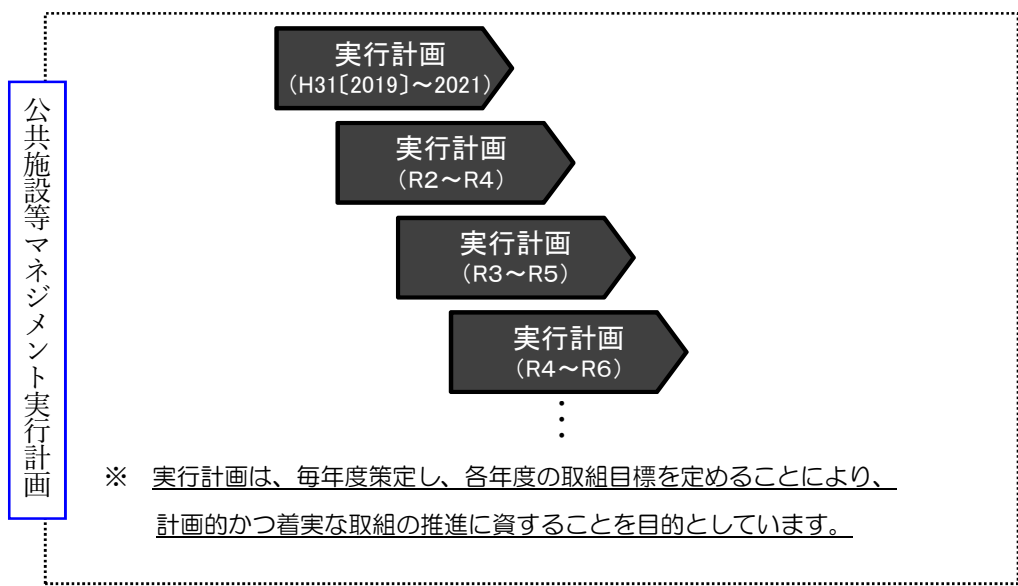 公共施設等マネジメント実行計画
実行計画
(H31〔2019〕～2021)
実行計画
(R2～R4)
実行計画
(R3～R5)
実行計画
(R4～R6)
⋮
※　実行計画は、毎年度策定し、各年度の取組目標を定めることにより、
計画的かつ着実な取組の推進に資することを目的としています。